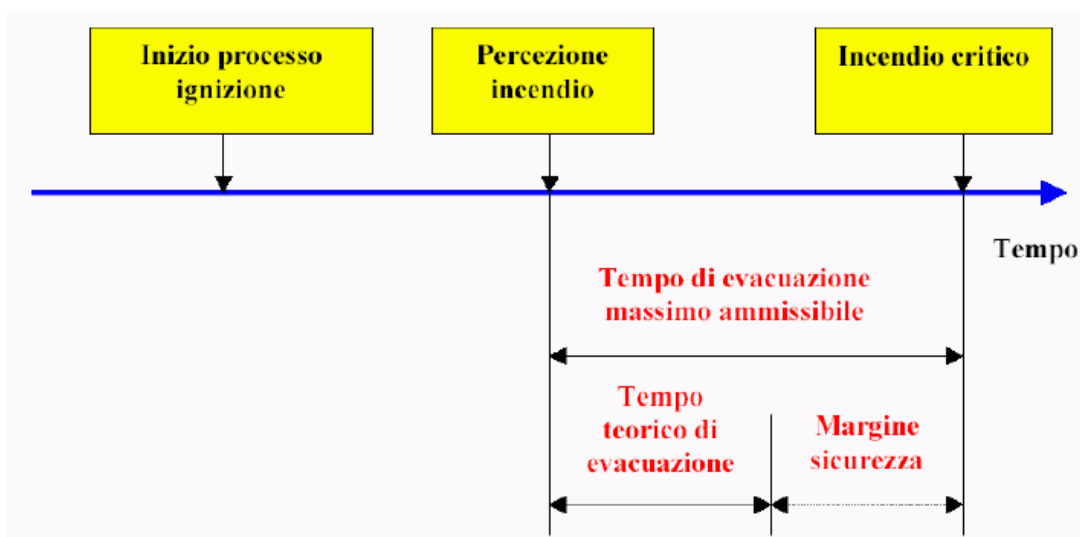 Inizio processo
ignizione
Percezione
incendio
Incendio critico
Tempo
Tempo di evacuazione
massimo ammissibile
Tempo
teorico di
evacuazione
Margine
sicurezza